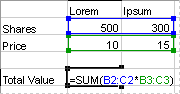 Lorem Ipsum
Shares 500 300
Price 10 15
Total Value =SUM(B2:C2*B3:C3)